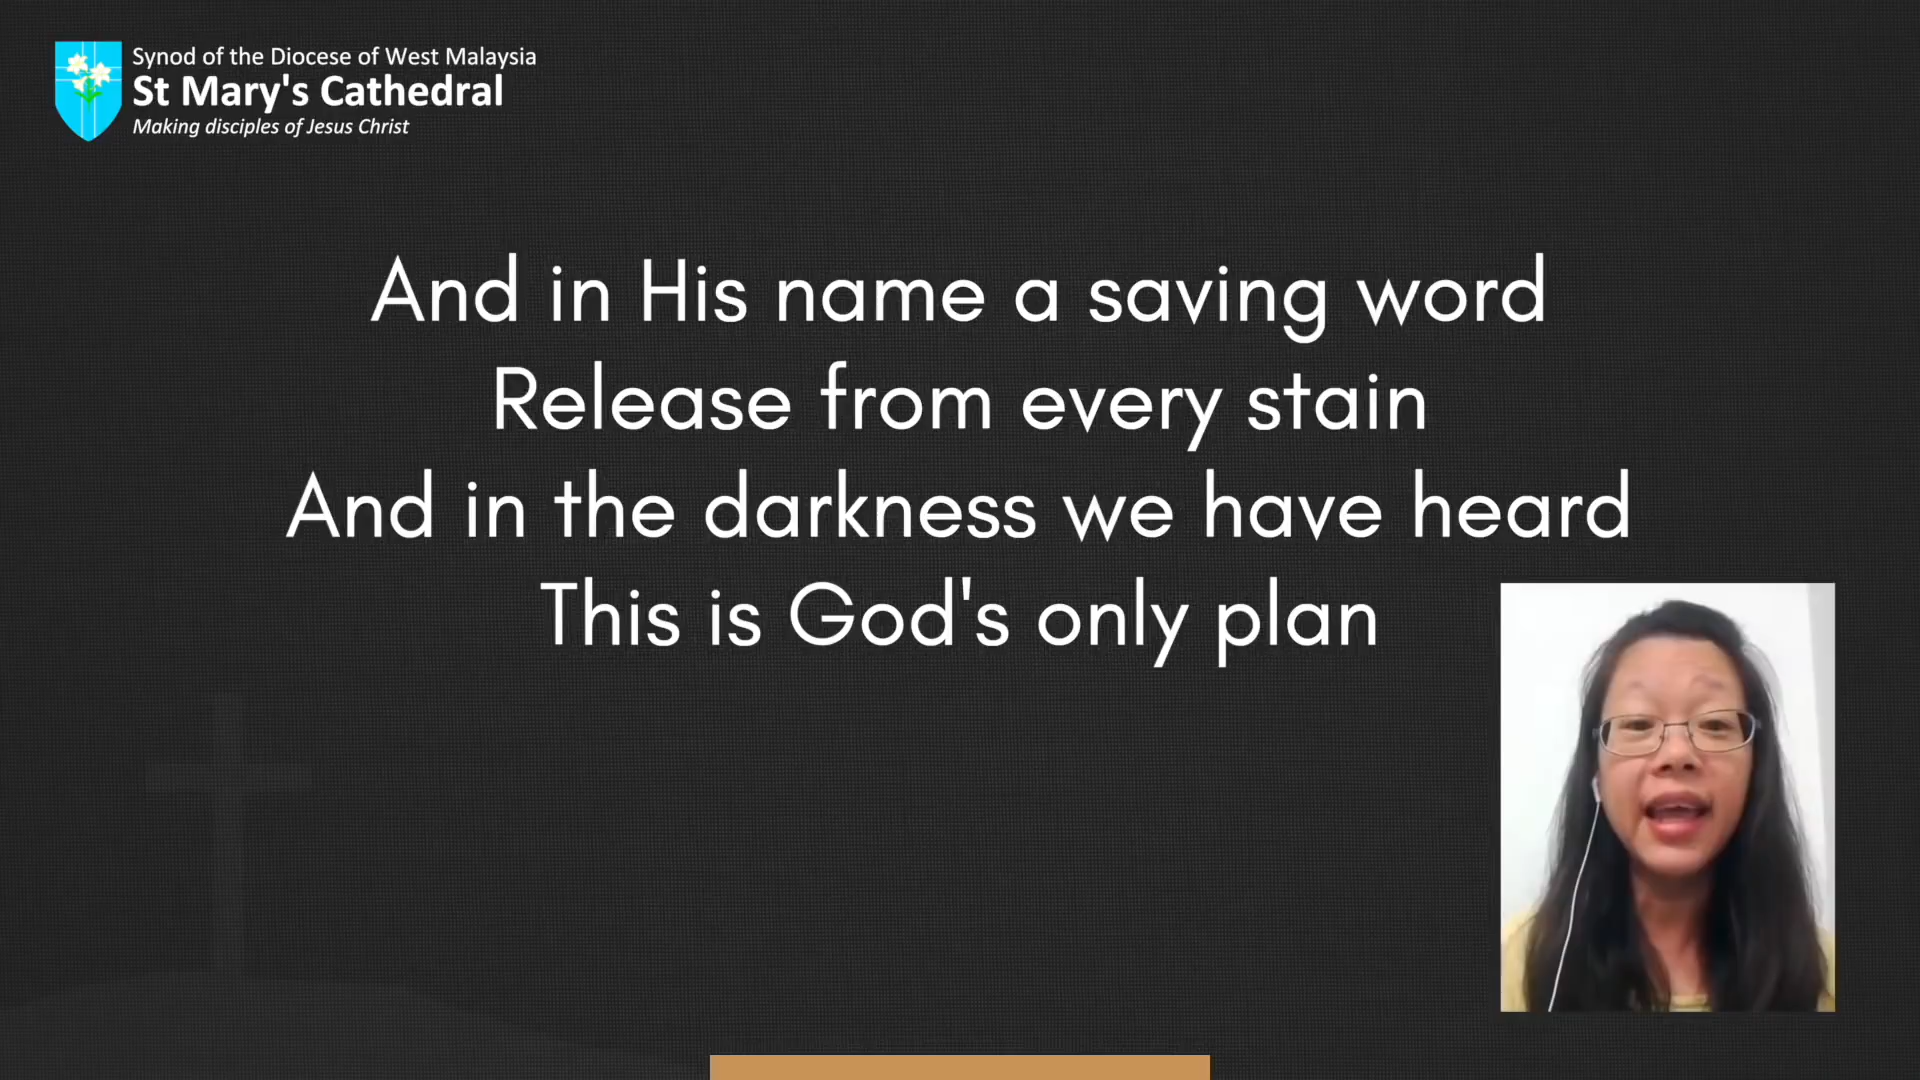 Synod of the Diocese of West Malaysia
St Mary's Cathedral
Making disciples of Jesus Christ
And in His name a saving word
Release from every stain
And in the darkness we have heard
This is God's only plan